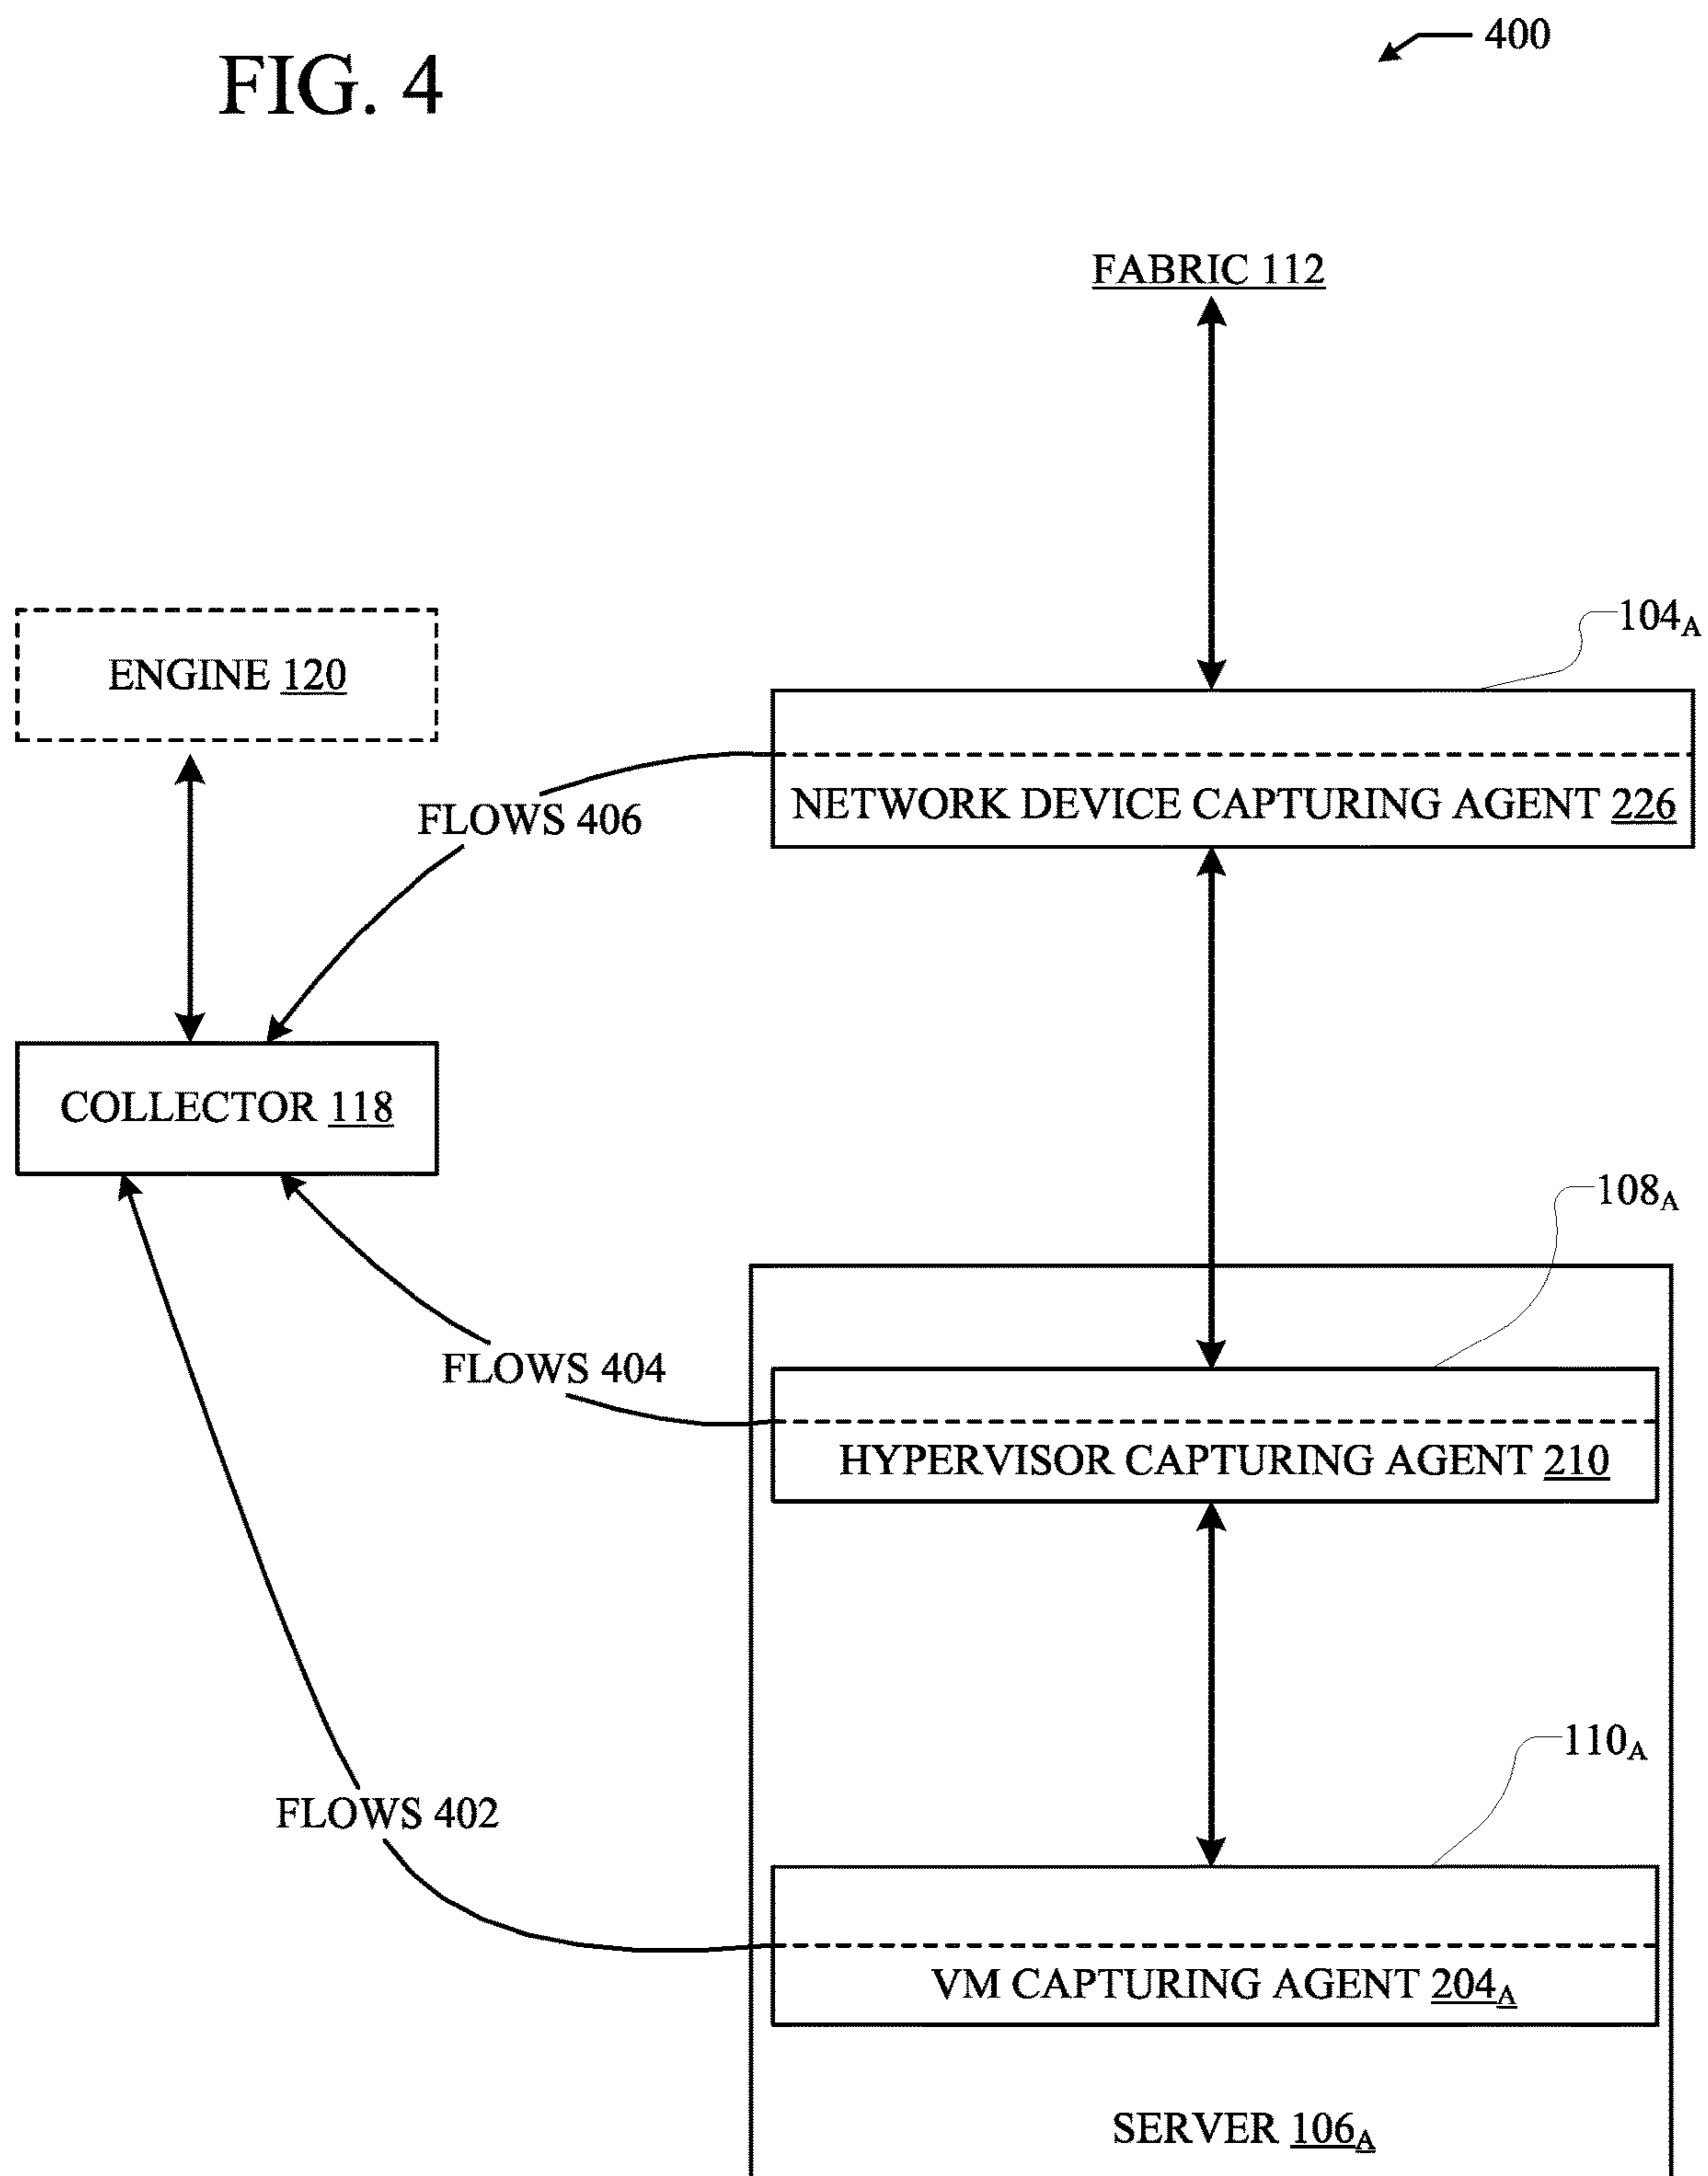 FIG. 4
400
FABRIC 112
104A
ENGINE 120
NETWORK DEVICE CAPTURING AGENT 226
FLOWS 406
COLLECTOR 118
108A
FLOWS 404
HYPERVISOR CAPTURING AGENT 210
110A
FLOWS 402
VM CAPTURING AGENT 204A
SERVER 106A